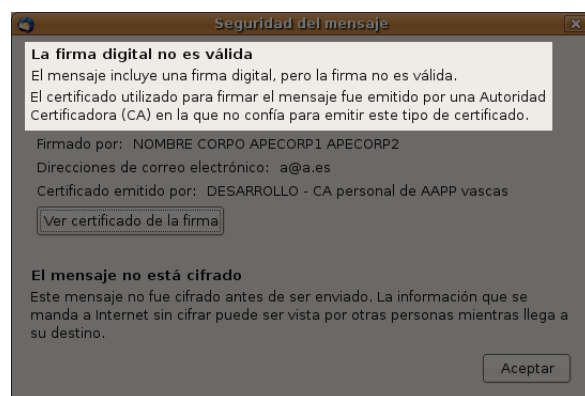 Seguridad del mensaje
La firma digital no es válida
El mensaje incluye una firma digital, pero la firma no es válida.
El certificado utilizado para firmar el mensaje fue emitido por una Autoridad
Certificadora (CA) en la que no confía para emitir este tipo de certificado.
Firmado por: NOMBRE CORPO APECORP1 APECORP2
Direcciones de correo electrónico: a@a.es
Certificado emitido por: DESARROLLO - CA personal de AAPP vascas
Ver certificado de la firma
El mensaje no está cifrado
Este mensaje no fue cifrado antes de ser enviado. La información que se
manda a Internet sin cifrar puede ser vista por otras personas mientras llega a
su destino.
Aceptar